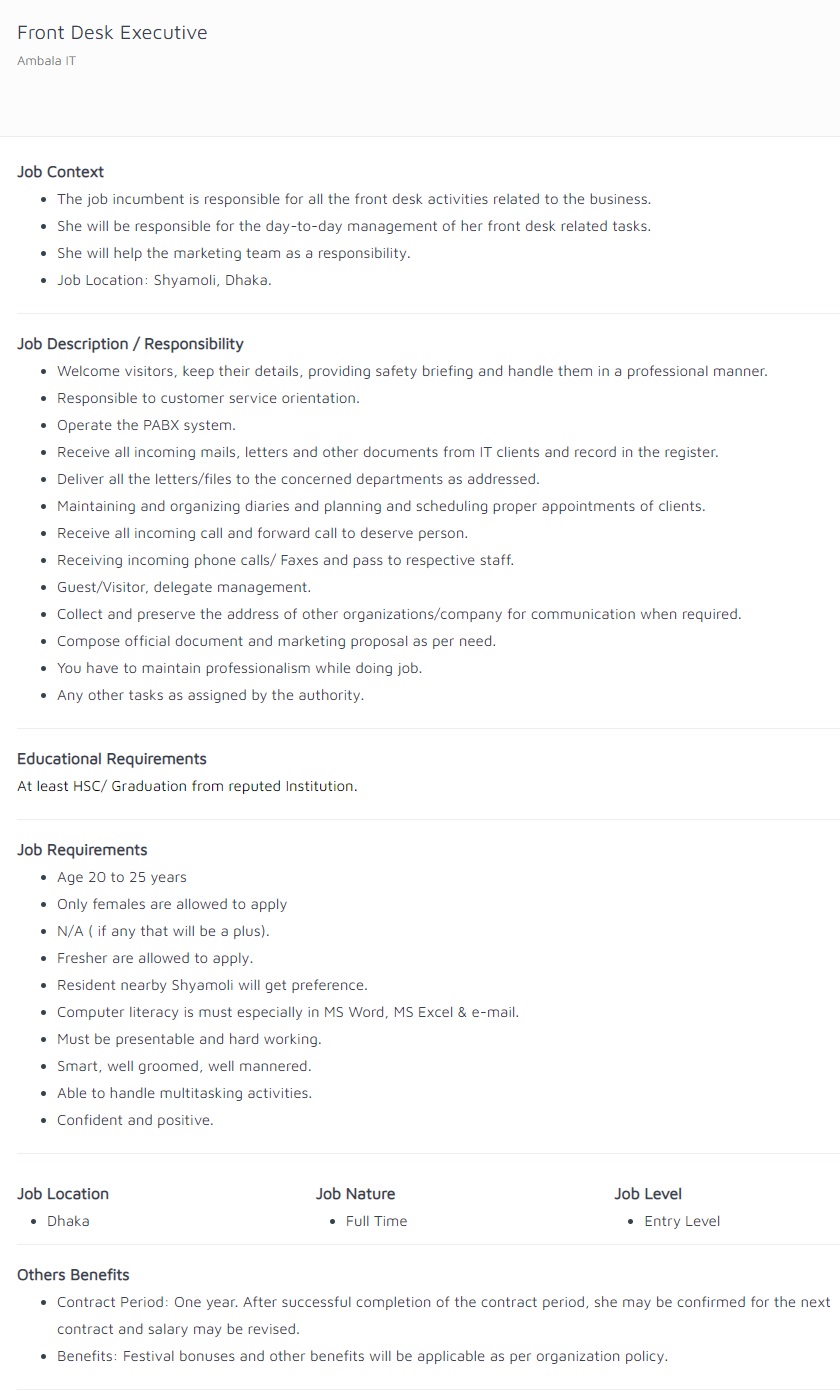 Front Desk Executive
Ambala IT
Job Context
The job incumbent is responsible for all the front desk activities related to the business.
She will be responsible for the day-to-day management of her front desk related tasks.
She will help the marketing team as a responsibility.
Job Location: Shyamoli, Dhaka.
Job Description / Responsibility
Welcome visitors, keep their details, providing safety briefing and handle them in a professional manner.
Responsible to customer service orientation.
Operate the PABX system.
Receive all incoming mails, letters and other documents from IT clients and record in the register.
Deliver all the letters/files to the concerned departments as addressed.
Maintaining and organizing diaries and planning and scheduling proper appointments of clients.
Receive all incoming call and forward call to deserve person.
Receiving incoming phone calls/ Faxes and pass to respective staff.
Guest/Visitor, delegate management.
Collect and preserve the address of other organizations/company for communication when required.
Compose official document and marketing proposal as per need.
You have to maintain professionalism while doing job.
Any other tasks as assigned by the authority.
Educational Requirements
At least HSC/ Graduation from reputed Institution.
Job Requirements
Age 20 to 25 years
Only females are allowed to apply
N/A ( if any that will be a plus).
Fresher are allowed to apply.
Resident nearby Shyamoli will get preference.
Computer literacy is must especially in MS Word, MS Excel & e-mail.
Must be presentable and hard working.
Smart, well groomed, well mannered.
Able to handle multitasking activities.
Confident and positive.
Job Location
Dhaka
Job Nature
Full Time
Job Level
Entry Level
Others Benefits
Contract Period: One year. After successful completion of the contract period, she may be confirmed for the next
contract and salary may be revised.
Benefits: Festival bonuses and other benefits will be applicable as per organization policy.